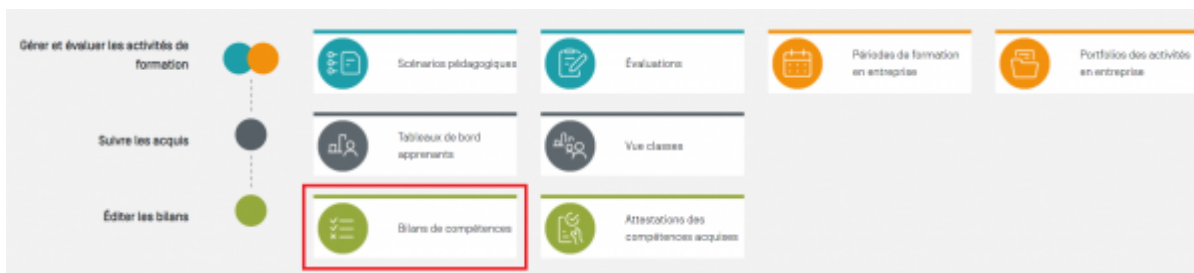 Gérer et évaluer les activités de
formation
Scénarios pédagogiques
Évaluations
Périodes de formation
en entreprise
Portfolios des activités
en entreprise
Suivre les acquis
Tableaux de bord
apprenants
Vue classes
Éditer les bilans
Bilans de compétences
Attestations des
compétences acquises